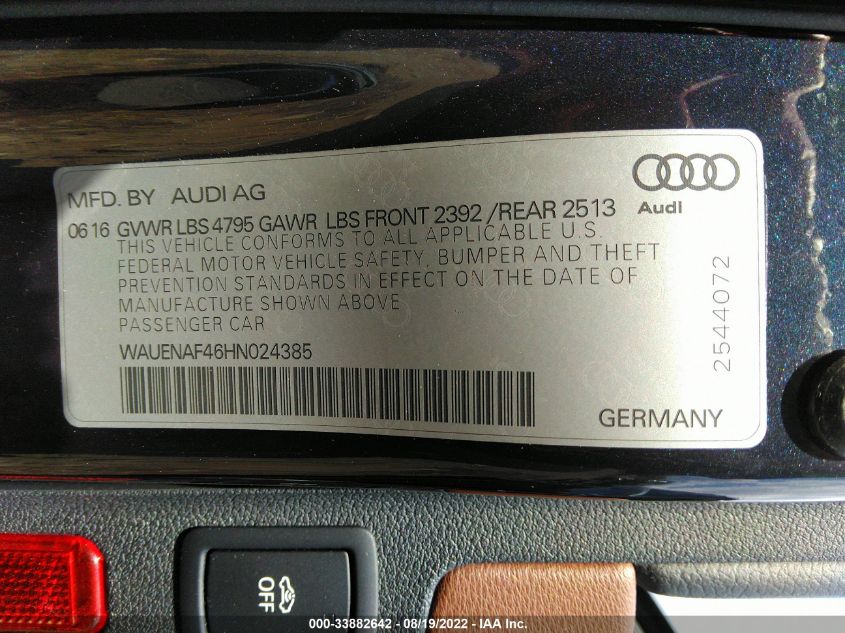 MFD. BY AUDI AG
Audi
06 16 GVWR LBS 4795 GAWR LBS FRONT 2392 /REAR 2513
THIS VEHICLE CONFORMS TO ALL APPLICABLE U.S.
FEDERAL MOTOR VEHICLE SAFETY, BUMPER AND THEFT
PREVENTION STANDARDS IN EFFECT ON THE DATE OF
MANUFACTURE SHOWN ABOVE
PASSENGER CAR
WAUENAF46HN024385
2544072
GERMANY
OFF
000-33882642 - 08/19/2022 - IAA Inc.